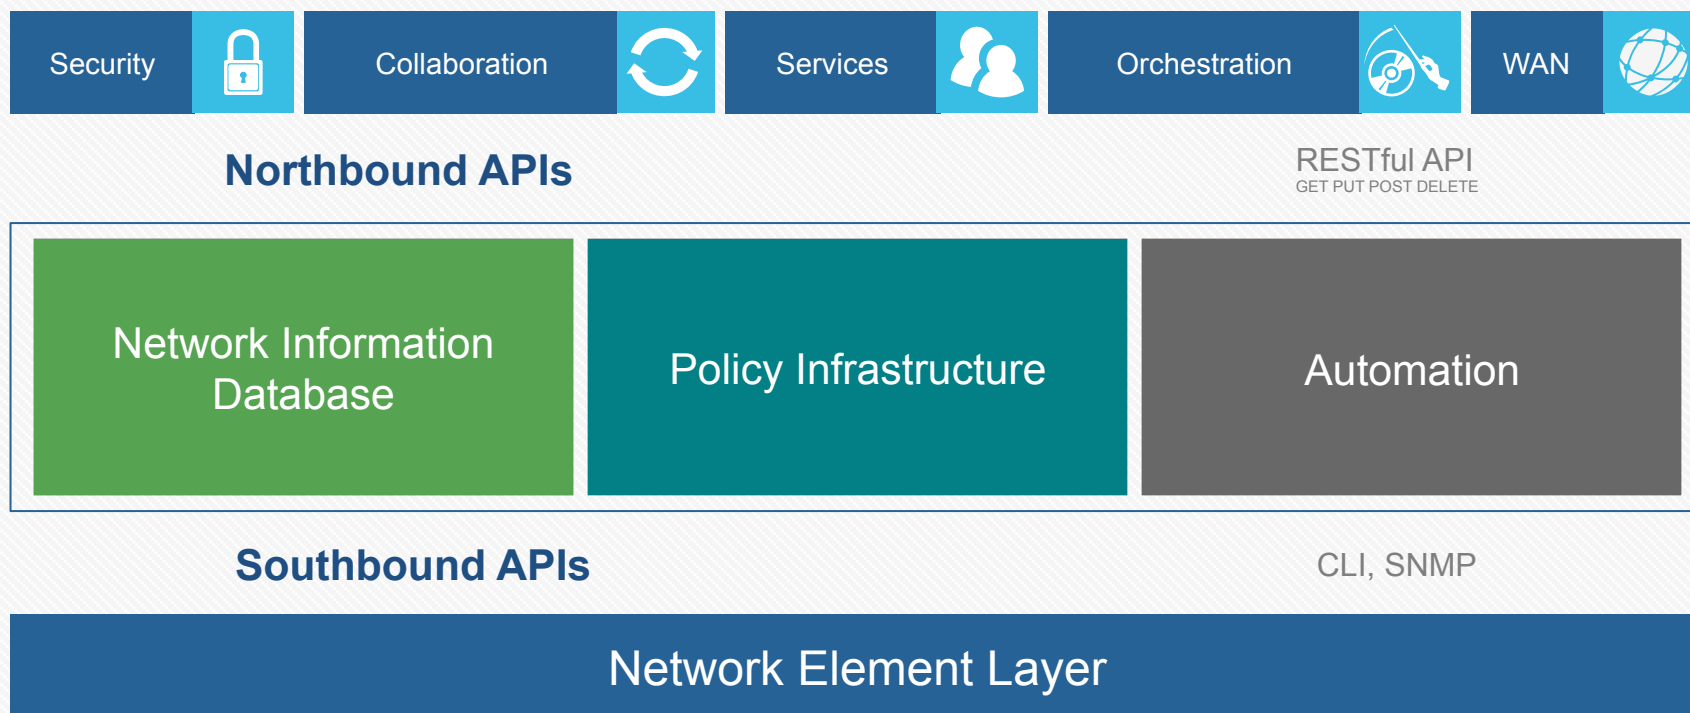 Security
Collaboration
Services
Orchestration
WAN
Northbound APIs
RESTful API
GET PUT POST DELETE
Network Information
Database
Policy Infrastructure
Automation
Southbound APIs
CLI, SNMP
Network Element Layer